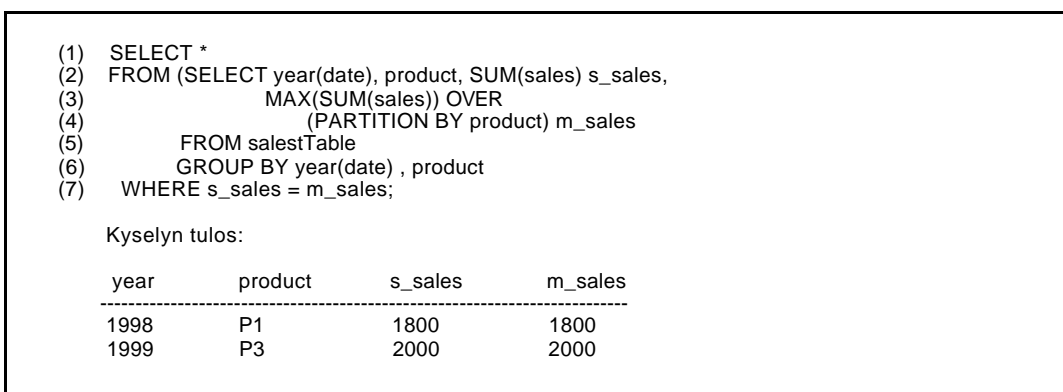 (1) SELECT *
(2) FROM (SELECT year(date), product, SUM(sales) s_sales,
(3) MAX(SUM(sales)) OVER
(4) (PARTITION BY product) m_sales
(5) FROM salestTable
(6) GROUP BY year(date) , product
(7) WHERE s_sales = m_sales;
Kyselyn tulos:
year product s_sales m_sales
--------------------------------------------------------------------------------
1998 P1 1800 1800
1999 P3 2000 2000